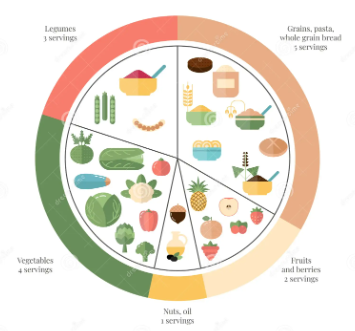 Legumes
3 servings
Grains, pasta,
whole grain bread
5 servings
Vegetables
4 servings
Fruits
and berries
2 servings
Nuts, oil
1 servings